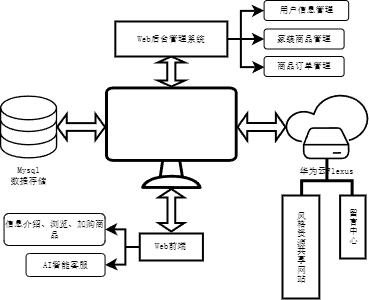 用户信息管理
Web后台管理系统
家装商品管理
商品订单管理
Mysql
数据存储
华为云Flexus
信息介绍、浏览、加购商
品
AI智能客服
Web前端
风格资源共享网站
留言中心